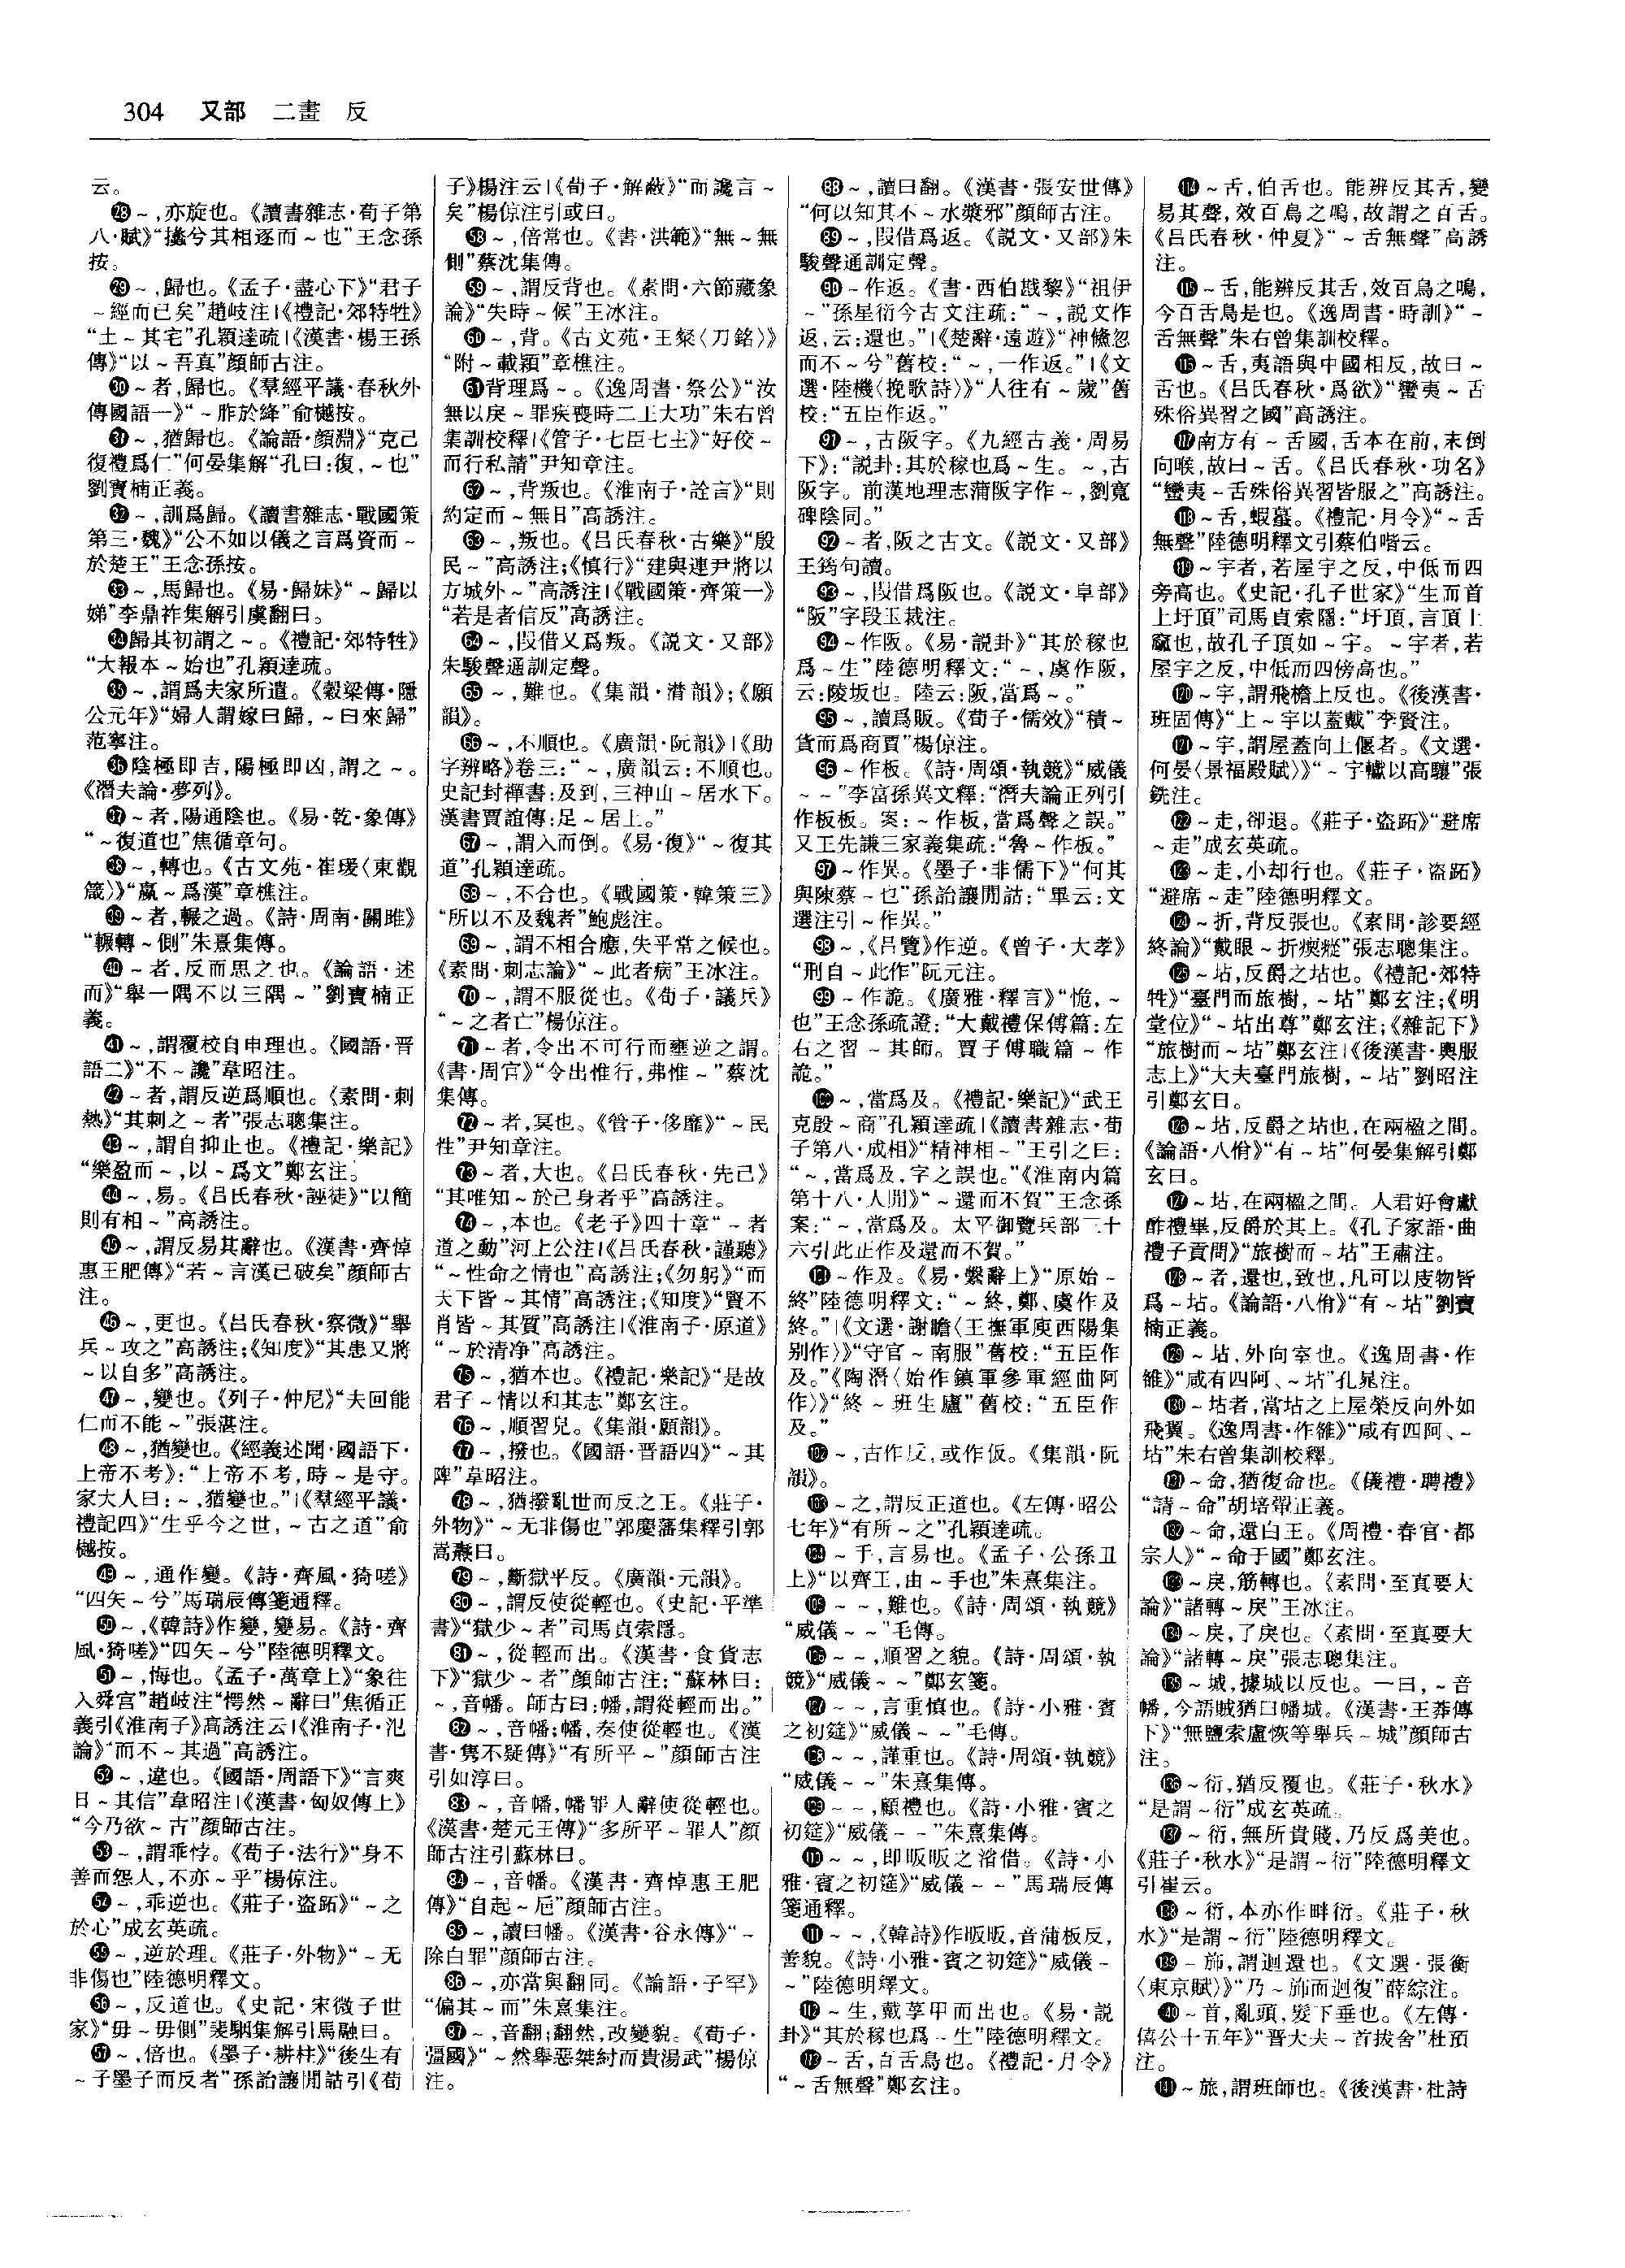 304 又部 二畫 反
云。
㉘~,亦旋也。《讀書雜志·荀子第
八·賦》“㩻兮其相逐而~也”王念孫
按。
㉙~,歸也。《孟子·盡心下》“君子
~經而已矣”趙岐注|《禮記·郊特牲》
“土~其宅”孔穎達疏|《漢書·楊王孫
傳》“以~吾真”顏師古注。
㉚~者,歸也。《羣經平議·春秋外
傳國語一》“~胙於絳”俞樾按。
㉛~,猶歸也。《論語·顏淵》“克己
復禮爲仁”何晏集解“孔曰:復,~也”
劉寶楠正義。
㉜~,訓爲歸。《讀書雜志·戰國策
第三·魏》“公不如以儀之言爲資而~
於楚王”王念孫按。
㉝~,馬歸也。《易·歸妹》“~歸以
娣”李鼎祚集解引虞翻曰。
㉞歸其初謂之~。《禮記·郊特牲》
“大報本~始也”孔穎達疏。
㉟~,謂爲夫家所遣。《穀梁傳·隱
公元年》“婦人謂嫁曰歸,~曰來歸”
范寧注。
㊱陰極即吉,陽極即凶,謂之~。
《潛夫論·夢列》。
㊲~者,陽通陰也。《易·乾·象傳》
“~復道也”焦循章句。
㊳~,轉也。《古文苑·崔瑗〈東觀
箴〉》“嬴~爲漢”章樵注。
㊴~者,輾之過。《詩·周南·關雎》
“輾轉~側”朱熹集傳。
㊵~者,反而思之也。《論語·述
而》“舉一隅不以三隅~”劉寶楠正
義。
㊶~,謂覆校自申理也。《國語·晋
語二》“不~讒”韋昭注。
㊷~者,謂反逆爲順也。《素問·刺
熱》“其刺之~者”張志聰集注。
㊸~,謂自抑止也。《禮記·樂記》
“樂盈而~,以~爲文”鄭玄注。
㊹~,易。《吕氏春秋·誣徒》“以簡
則有相~”高誘注。
㊺~,謂反易其辭也。《漢書·齊悼
惠王肥傳》“若~言漢已破矣”顏師古
注。
㊻~,更也。《吕氏春秋·察微》“舉
兵~攻之”高誘注;《知度》“其患又將
~以自多”高誘注。
㊼~,變也。《列子·仲尼》“夫回能
仁而不能~”張湛注。
㊽~,猶變也。《經義述聞·國語下·
上帝不考》:“上帝不考,時~是守。
家大人曰:~,猶變也。”|《羣經平議·
禮記四》“生乎今之世,~古之道”俞
樾按。
㊾~,通作變。《詩·齊風·猗嗟》
“四矢~兮”馬瑞辰傳箋通釋。
㊿~,《韓詩》作變,變易。《詩·齊
風·猗嗟》“四矢~兮”陸德明釋文。
51~,悔也。《孟子·萬章上》“象往
入舜宫”趙岐注“愕然~辭曰”焦循正
義引《淮南子》高誘注云|《淮南子·氾
論》“而不~其過”高誘注。
52~,違也。《國語·周語下》“言爽
日~其信”韋昭注|《漢書·匈奴傳上》
“今乃欲~古”顏師古注。
53~,謂乖悖。《荀子·法行》“身不
善而怨人,不亦~乎”楊倞注。
54~,乖逆也。《莊子·盗跖》“~之
於心”成玄英疏。
55~,逆於理。《莊子·外物》“~无
非傷也”陸德明釋文。
56~,反道也。《史記·宋微子世
家》“毋~毋側”裴駰集解引馬融曰。
57~,倍也。《墨子·耕柱》“後生有
~子墨子而反者”孫詒讓閒詁引《荀
子》楊注云|《荀子·解蔽》“而讒言~
矣”楊倞注引或曰。
58~,倍常也。《書·洪範》“無~無
側”蔡沈集傳。
59~,謂反背也。《素問·六節藏象
論》“失時~候”王冰注。
60~,背。《古文苑·王粲〈刀銘〉》
“附~載穎”章樵注。
61背理爲~。《逸周書·祭公》“汝
無以戾~罪疾喪時二王大功”朱右曾
集訓校釋|《管子·七臣七主》“好佼~
而行私請”尹知章注。
62~,背叛也。《淮南子·詮言》“則
約定而~無日”高誘注。
63~,叛也。《吕氏春秋·古樂》“殷
民~”高誘注;《慎行》“建與連尹將以
方城外~”高誘注|《戰國策·齊策一》
“若是者信反”高誘注。
64~,叚借又爲叛。《説文·又部》
朱駿聲通訓定聲。
65~,難也。《集韻·潸韻》;《願
韻》。
66~,不順也。《廣韻·阮韻》|《助
字辨略》卷三:“~,廣韻云:不順也。
史記封禪書:及到,三神山~居水下。
漢書賈誼傳:足~居上。”
67~,謂入而倒。《易·復》“~復其
道”孔穎達疏。
68~,不合也。《戰國策·韓策三》
“所以不及魏者”鮑彪注。
69~,謂不相合應,失平常之候也。
《素問·刺志論》“~此者病”王冰注。
70~,謂不服從也。《荀子·議兵》
“~之者亡”楊倞注。
71~者,令出不可行而壅逆之謂。
《書·周官》“令出惟行,弗惟~”蔡沈
集傳。
72~者,冥也。《管子·侈靡》“~民
性”尹知章注。
73~者,大也。《吕氏春秋·先己》
“其唯知~於己身者乎”高誘注。
74~,本也。《老子》四十章“~者
道之動”河上公注|《吕氏春秋·謹聽》
“~性命之情也”高誘注;《勿躬》“而
天下皆~其情”高誘注;《知度》“賢不
肖皆~其質”高誘注|《淮南子·原道》
“~於清净”高誘注。
75~,猶本也。《禮記·樂記》“是故
君子~情以和其志”鄭玄注。
76~,順習皃。《集韻·願韻》。
77~,撥也。《國語·晋語四》“~其
陴”韋昭注。
78~,猶撥亂世而反之正。《莊子·
外物》“~无非傷也”郭慶藩集釋引郭
嵩燾曰。
79~,斷獄平反。《廣韻·元韻》。
80~,謂反使從輕也。《史記·平準
書》“獄少~者”司馬貞索隱。
81~,從輕而出。《漢書·食貨志
下》“獄少~者”顏師古注:“蘇林曰:
~,音幡。師古曰:幡,謂從輕而出。”
82~,音幡;幡,奏使從輕也。《漢
書·雋不疑傳》“有所平~”顏師古注
引如淳曰。
83~,音幡,幡罪人辭使從輕也。
《漢書·楚元王傳》“多所平~罪人”顏
師古注引蘇林曰。
84~,音幡。《漢書·齊悼惠王肥
傳》“自起~卮”顏師古注。
85~,讀曰幡。《漢書·谷永傳》“~
除白罪”顏師古注。
86~,亦當與翻同。《論語·子罕》
“偏其~而”朱熹集注。
87~,音翻;翻然,改變貌。《荀子·
彊國》“~然舉惡桀紂而貴湯武”楊倞
注。
88~,讀曰翻。《漢書·張安世傳》
“何以知其不~水漿邪”顏師古注。
89~,叚借爲返。《説文·又部》朱
駿聲通訓定聲。
90~作返。《書·西伯戡黎》“祖伊
~”孫星衍今古文注疏:“~,説文作
返,云:還也。”|《楚辭·遠遊》“神儵忽
而不~兮”舊校:“~,一作返。”|《文
選·陸機〈挽歌詩〉》“人往有~歲”舊
校:“五臣作返。”
91~,古阪字。《九經古義·周易
下》:“説卦:其於稼也爲~生。~,古
阪字。前漢地理志蒲阪字作~,劉寬
碑陰同。”
92~者,阪之古文。《説文·又部》
王筠句讀。
93~,叚借爲阪也。《説文·𨸏部》
“阪”字段玉裁注。
94~作阪。《易·説卦》“其於稼也
爲~生”陸德明釋文:“~,虞作阪,
云:陵坂也。陸云:阪,當爲~。”
95~,讀爲販。《荀子·儒效》“積~
貨而爲商賈”楊倞注。
96~作板。《詩·周頌·執競》“威儀
~~”李富孫異文釋:“潛夫論正列引
作板板。案:~作板,當爲聲之誤。”
又王先謙三家義集疏:“魯~作板。”
97~作畀。《墨子·非儒下》“何其
與陳蔡~也”孫詒讓閒詁:“畢云:文
選注引~作異。”
98~,《吕覽》作逆。《曾子·大孝》
“刑自~此作”阮元注。
99~作詭。《廣雅·釋言》“恑,~
也”王念孫疏證:“大戴禮保傅篇:左
右之習~其師。賈子傅職篇~作
詭。”
100~,當爲及。《禮記·樂記》“武王
克殷~商”孔穎達疏|《讀書雜志·荀
子第八·成相》“精神相~”王引之曰:
“~,當爲及,字之誤也。”《淮南内篇
第十八·人閒》“~還而不賀”王念孫
案:“~,當爲及。太平御覽兵部二十
六引此正作及還而不賀。”
101~作及。《易·繫辭上》“原始~
終”陸德明釋文:“~終,鄭、虞作及
終。”|《文選·謝瞻〈王撫軍庾西陽集
别作〉》“守官~南服”舊校:“五臣作
及。”《陶潛〈始作鎮軍參軍經曲阿
作〉》“終~班生廬”舊校:“五臣作
及。”
102~,古作𠬡,或作仮。《集韻·阮
韻》。
103~之,謂反正道也。《左傳·昭公
七年》“有所~之”孔穎達疏。
104~手,言易也。《孟子·公孫丑
上》“以齊王,由~手也”朱熹集注。
105~~,難也。《詩·周頌·執競》
“威儀~~”毛傳。
106~~,順習之貌。《詩·周頌·執
競》“威儀~~”鄭玄箋。
107~~,言重慎也。《詩·小雅·賓
之初筵》“威儀~~”毛傳。
108~~,謹重也。《詩·周頌·執競》
“威儀~~”朱熹集傳。
109~~,顧禮也。《詩·小雅·賓之
初筵》“威儀~~”朱熹集傳。
110~~,即昄昄之渻借。《詩·小
雅·賓之初筵》“威儀~~”馬瑞辰傳
箋通釋。
111~~,《韓詩》作昄昄,音蒲板反,
善貌。《詩·小雅·賓之初筵》“威儀~
~”陸德明釋文。
112~生,戴莩甲而出也。《易·説
卦》“其於稼也爲~生”陸德明釋文。
113~舌,百舌鳥也。《禮記·月令》
“~舌無聲”鄭玄注。
114~舌,伯舌也。能辨反其舌,變
易其聲,效百鳥之鳴,故謂之百舌。
《吕氏春秋·仲夏》“~舌無聲”高誘
注。
115~舌,能辨反其舌,效百鳥之鳴,
今百舌鳥是也。《逸周書·時訓》“~
舌無聲”朱右曾集訓校釋。
116~舌,夷語與中國相反,故曰~
舌也。《吕氏春秋·爲欲》“蠻夷~舌
殊俗異習之國”高誘注。
117南方有~舌國,舌本在前,末倒
向喉,故曰~舌。《吕氏春秋·功名》
“蠻夷~舌殊俗異習皆服之”高誘注。
118~舌,蝦蟇。《禮記·月令》“~舌
無聲”陸德明釋文引蔡伯喈云。
119~宇者,若屋宇之反,中低而四
旁高也。《史記·孔子世家》“生而首
上圩頂”司馬貞索隱:“圩頂,言頂上
窳也,故孔子頂如~宇。~宇者,若
屋宇之反,中低而四傍高也。”
120~宇,謂飛檐上反也。《後漢書·
班固傳》“上~宇以蓋戴”李賢注。
121~宇,謂屋蓋向上偃者。《文選·
何晏〈景福殿賦〉》“~宇轙以高驤”張
銑注。
122~走,卻退。《莊子·盗跖》“避席
~走”成玄英疏。
123~走,小却行也。《莊子·盗跖》
“避席~走”陸德明釋文。
124~折,背反張也。《素問·診要經
終論》“戴眼~折瘈瘲”張志聰集注。
125~坫,反爵之坫也。《禮記·郊特
牲》“臺門而旅樹,~坫”鄭玄注;《明
堂位》“~坫出尊”鄭玄注;《雜記下》
“旅樹而~坫”鄭玄注|《後漢書·輿服
志上》“大夫臺門旅樹,~坫”劉昭注
引鄭玄曰。
126~坫,反爵之坫也,在兩楹之間。
《論語·八佾》“有~坫”何晏集解引鄭
玄曰。
127~坫,在兩楹之間。人君好會獻
酢禮畢,反爵於其上。《孔子家語·曲
禮子貢問》“旅樹而~坫”王肅注。
128~者,還也,致也,凡可以庋物皆
爲~坫。《論語·八佾》“有~坫”劉寶
楠正義。
129~坫,外向室也。《逸周書·作
雒》“咸有四阿、~坫”孔晁注。
130~坫者,當坫之上屋榮反向外如
飛翼。《逸周書·作雒》“咸有四阿、~
坫”朱右曾集訓校釋。
131~命,猶復命也。《儀禮·聘禮》
“請~命”胡培翬正義。
132~命,還白王。《周禮·春官·都
宗人》“~命于國”鄭玄注。
133~戾,筋轉也。《素問·至真要大
論》“諸轉~戾”王冰注。
134~戾,了戾也。《素問·至真要大
論》“諸轉~戾”張志聰集注。
135~城,據城以反也。一曰,~音
幡,今語賊猶曰幡城。《漢書·王莽傳
下》“無鹽索盧恢等舉兵~城”顏師古
注。
136~衍,猶反覆也。《莊子·秋水》
“是謂~衍”成玄英疏。
137~衍,無所貴賤,乃反爲美也。
《莊子·秋水》“是謂~衍”陸德明釋文
引崔云。
138~衍,本亦作畔衍。《莊子·秋
水》“是謂~衍”陸德明釋文。
139~斾,謂迴還也。《文選·張衡
〈東京賦〉》“乃~斾而迴復”薛綜注。
140~首,亂頭,髮下垂也。《左傳·
僖公十五年》“晋大夫~首拔舍”杜預
注。
141~旅,謂班師也。《後漢書·杜詩